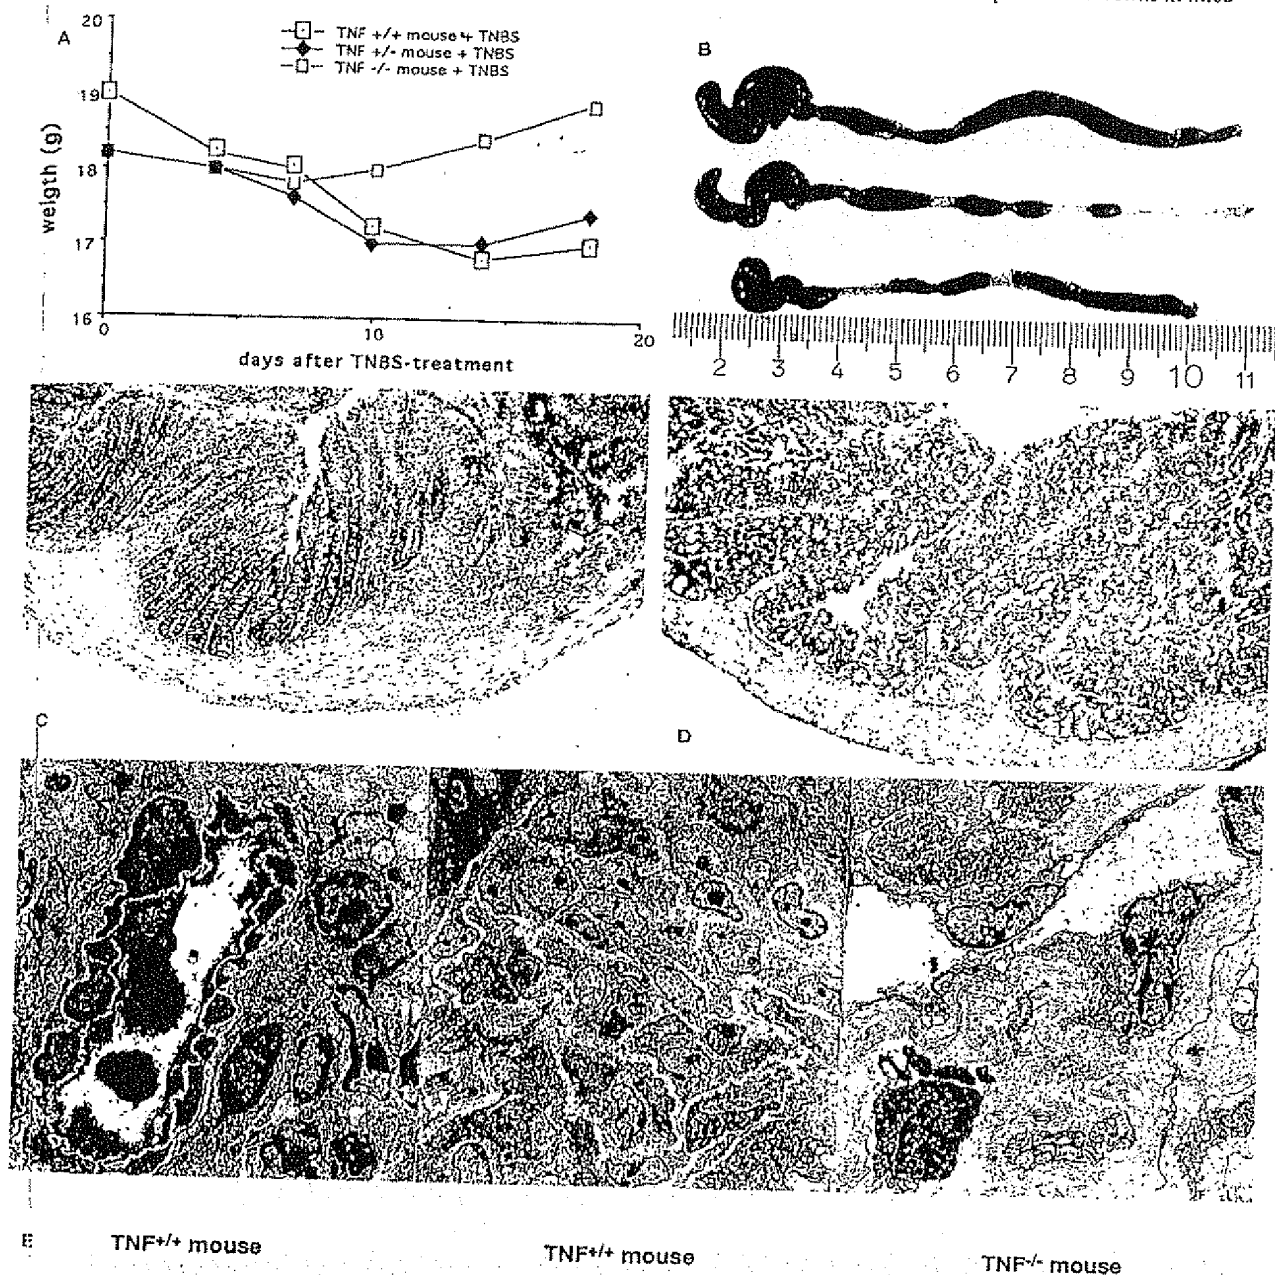 in mice
A
20
19
18
17
16
0
10
20
weigth (g)
days after TNBS-treatment
TNF +/+ mouse + TNBS
TNF +/- mouse + TNBS
TNF -/- mouse + TNBS
B
2 3 4 5 6 7 8 9 10 11
C
D
E
TNF+/+ mouse
TNF+/+ mouse
TNF-/- mouse